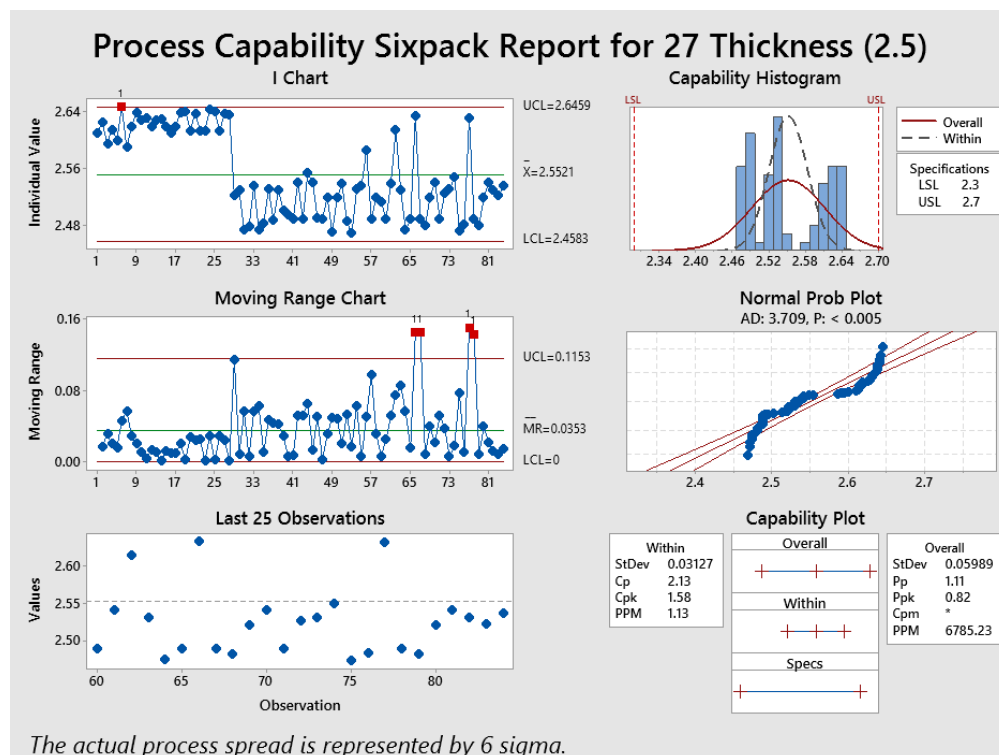 Process Capability Sixpack Report for 27 Thickness (2.5)
I Chart
Individual Value
2.64
2.56
2.48
1
UCL=2.6459
X̄=2.5521
LCL=2.4583
1 9 17 25 33 41 49 57 65 73 81
Capability Histogram
LSL USL
Overall
Within
Specifications
LSL 2.3
USL 2.7
2.34 2.40 2.46 2.52 2.58 2.64 2.70
Moving Range Chart
Moving Range
0.16
0.08
0.00
11
1
1
UCL=0.1153
M̅R̅=0.0353
LCL=0
1 9 17 25 33 41 49 57 65 73 81
Normal Prob Plot
AD: 3.709, P: < 0.005
2.4 2.5 2.6 2.7
Last 25 Observations
Values
2.60
2.55
2.50
60 65 70 75 80
Observation
Capability Plot
Within
StDev 0.03127
Cp 2.13
Cpk 1.58
PPM 1.13
Overall
Within
Specs
Overall
StDev 0.05989
Pp 1.11
Ppk 0.82
Cpm *
PPM 6785.23
The actual process spread is represented by 6 sigma.